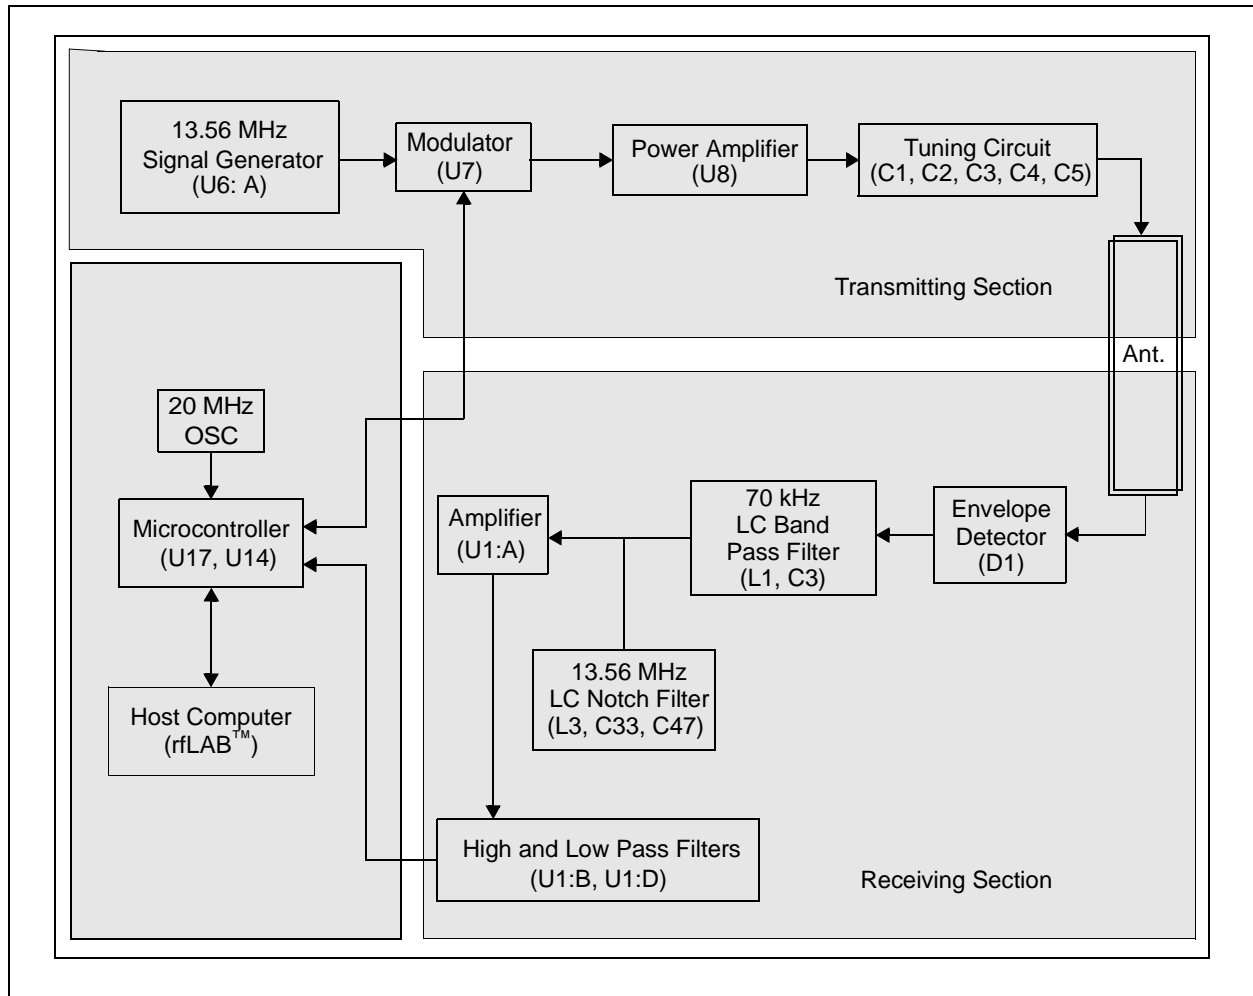 13.56 MHz
Signal Generator
(U6: A)
Modulator
(U7)
Power Amplifier
(U8)
Tuning Circuit
(C1, C2, C3, C4, C5)
Transmitting Section
Ant.
20 MHz
OSC
Microcontroller
(U17, U14)
Host Computer
(rfLAB™)
Amplifier
(U1:A)
70 kHz
LC Band
Pass Filter
(L1, C3)
Envelope
Detector
(D1)
13.56 MHz
LC Notch Filter
(L3, C33, C47)
High and Low Pass Filters
(U1:B, U1:D)
Receiving Section